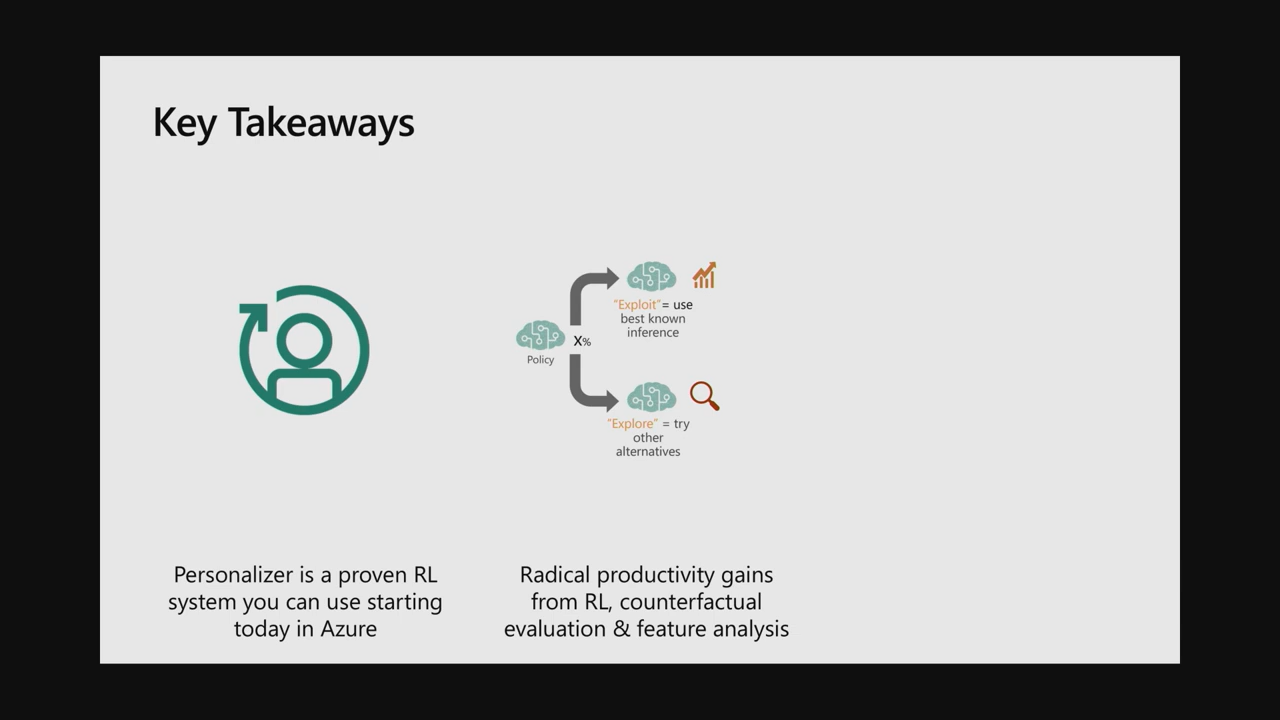 Key Takeaways
"Exploit"= use
best known
inference
X%
Policy
"Explore" = try
other
alternatives
Personalizer is a proven RL
system you can use starting
today in Azure
Radical productivity gains
from RL, counterfactual
evaluation & feature analysis